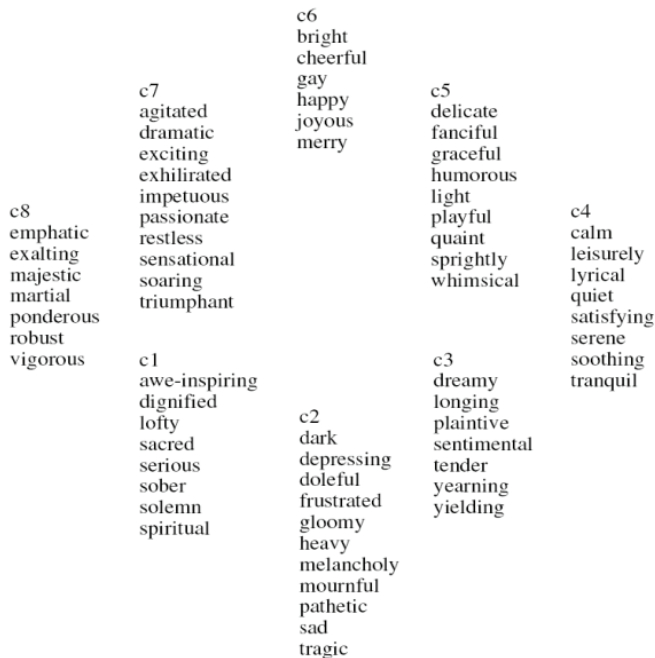 c6
bright
cheerful
gay
happy
joyous
merry
c7
agitated
dramatic
exciting
exhilirated
impetuous
passionate
restless
sensational
soaring
triumphant
c5
delicate
fanciful
graceful
humorous
light
playful
quaint
sprightly
whimsical
c8
emphatic
exalting
majestic
martial
ponderous
robust
vigorous
c4
calm
leisurely
lyrical
quiet
satisfying
serene
soothing
tranquil
c1
awe-inspiring
dignified
lofty
sacred
serious
sober
solemn
spiritual
c3
dreamy
longing
plaintive
sentimental
tender
yearning
yielding
c2
dark
depressing
doleful
frustrated
gloomy
heavy
melancholy
mournful
pathetic
sad
tragic